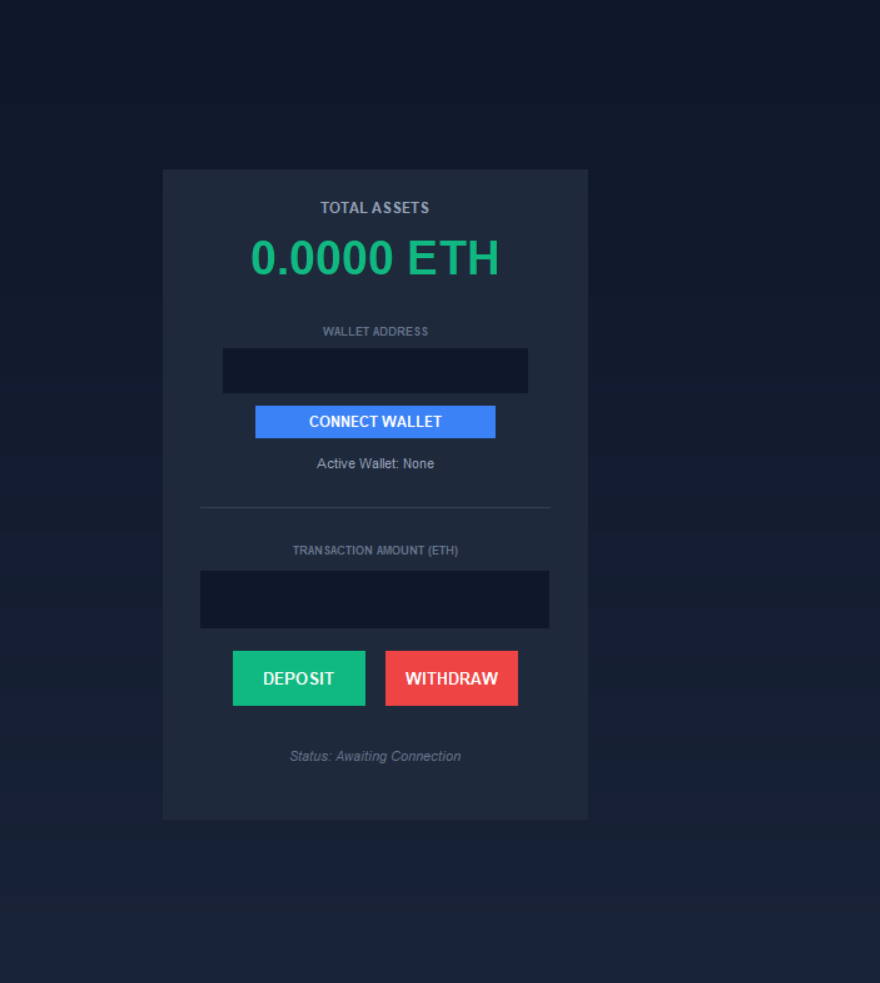 TOTAL ASSETS
0.0000 ETH
WALLET ADDRESS
CONNECT WALLET
Active Wallet: None
TRANSACTION AMOUNT (ETH)
DEPOSIT WITHDRAW
Status: Awaiting Connection